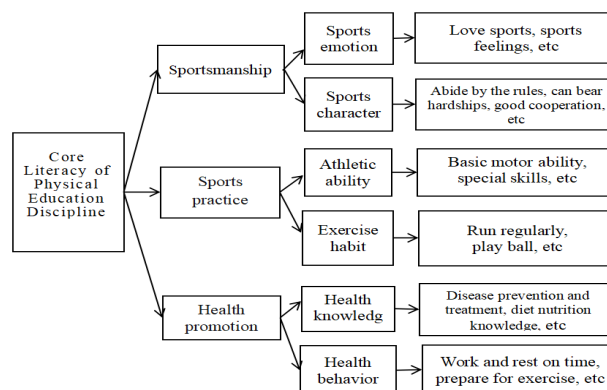 Core
Literacy of
Physical
Education
Discipline
Sportsmanship
Sports
practice
Health
promotion
Sports
emotion
Sports
character
Athletic
ability
Exercise
habit
Health
knowledg
Health
behavior
Love sports, sports
feelings, etc
Abide by the rules, can bear
hardships, good cooperation,
etc
Basic motor ability,
special skills, etc
Run regularly,
play ball, etc
Disease prevention and
treatment, diet nutrition
knowledge, etc
Work and rest on time,
prepare for exercise, etc